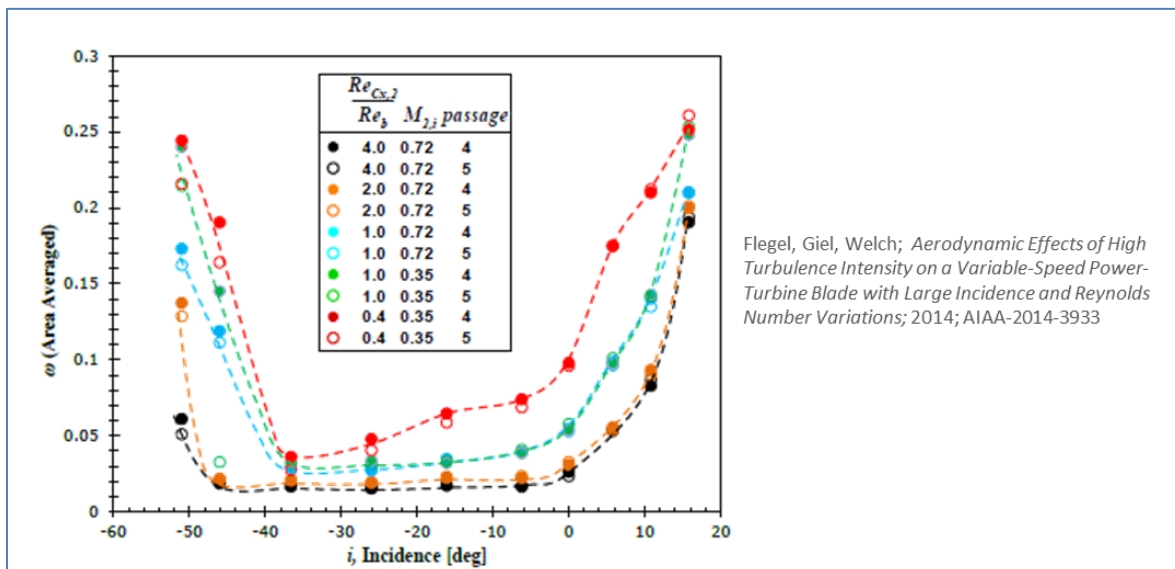 0.3
0.25
0.2
0.15
0.1
0.05
0
ω (Area Averaged)
-60 -50 -40 -30 -20 -10 0 10 20
i, Incidence [deg]
Re_Cx,2
Re_b M_2,i passage
4.0 0.72 4
4.0 0.72 5
2.0 0.72 4
2.0 0.72 5
1.0 0.72 4
1.0 0.72 5
1.0 0.35 4
1.0 0.35 5
0.4 0.35 4
0.4 0.35 5
Flegel, Giel, Welch; Aerodynamic Effects of High
Turbulence Intensity on a Variable-Speed Power-
Turbine Blade with Large Incidence and Reynolds
Number Variations; 2014; AIAA-2014-3933